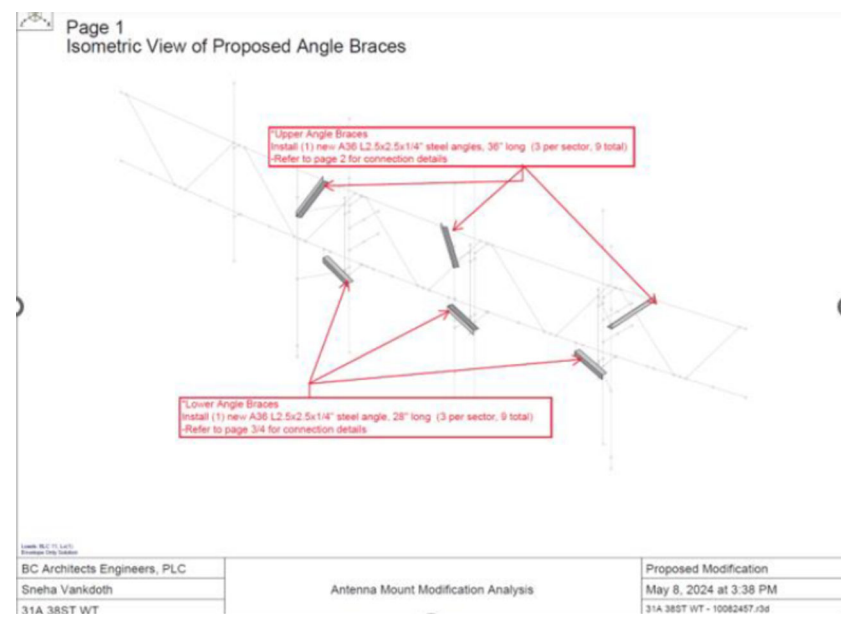 Page 1
Isometric View of Proposed Angle Braces
*Upper Angle Braces
Install (1) new A36 L2.5x2.5x1/4" steel angles, 36" long (3 per sector, 9 total)
-Refer to page 2 for connection details
*Lower Angle Braces
Install (1) new A36 L2.5x2.5x1/4" steel angle, 28" long (3 per sector, 9 total)
-Refer to page 3/4 for connection details
Envelope Only Solution
BC Architects Engineers, PLC
Sneha Vankdoth
31A 38ST WT
Antenna Mount Modification Analysis
Proposed Modification
May 8, 2024 at 3:38 PM
31A 38ST WT - 10082457.r3d